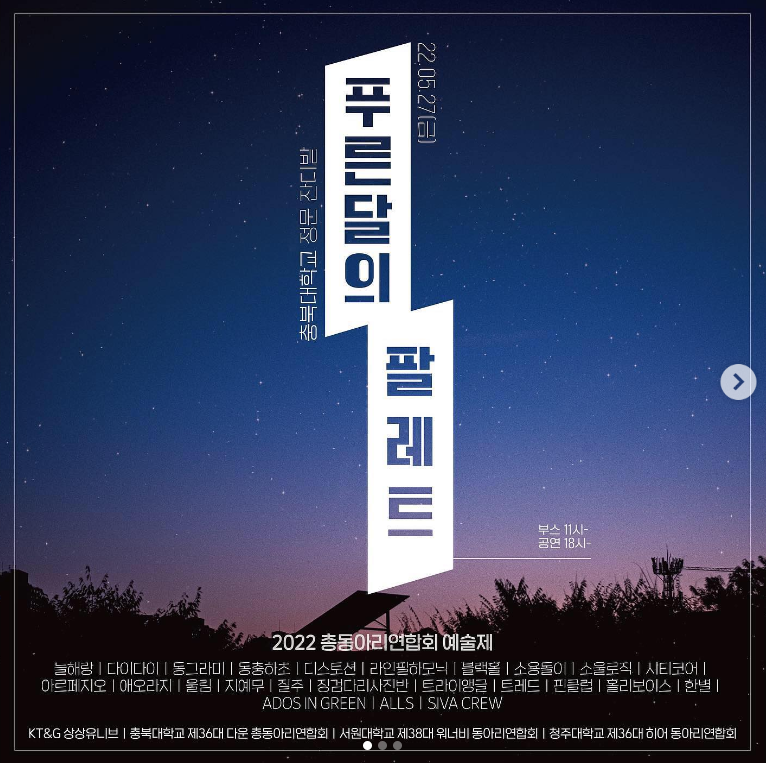 22.05.27(금)
푸른달의
충북대학교 정문 잔디밭
팔레트
부스 11시-
공연 18시-
2022 총동아리연합회 예술제
늘해랑 | 다이다이 | 동그라미 | 동충하초 | 디스토션 | 라인필하모닉 | 블랙홀 | 소용돌이 | 소울로직 | 시티코어 |
아르페지오 | 애오라지 | 울림 | 지예무 | 질주 | 징검다리사진반 | 트라이앵글 | 트레드 | 핀클럽 | 홀리보이스 | 한별 |
ADOS IN GREEN | ALLS | SIVA CREW
KT&G 상상유니브 | 충북대학교 제36대 다운 총동아리연합회 | 서원대학교 제38대 워너비 동아리연합회 | 청주대학교 제36대 히어 동아리연합회